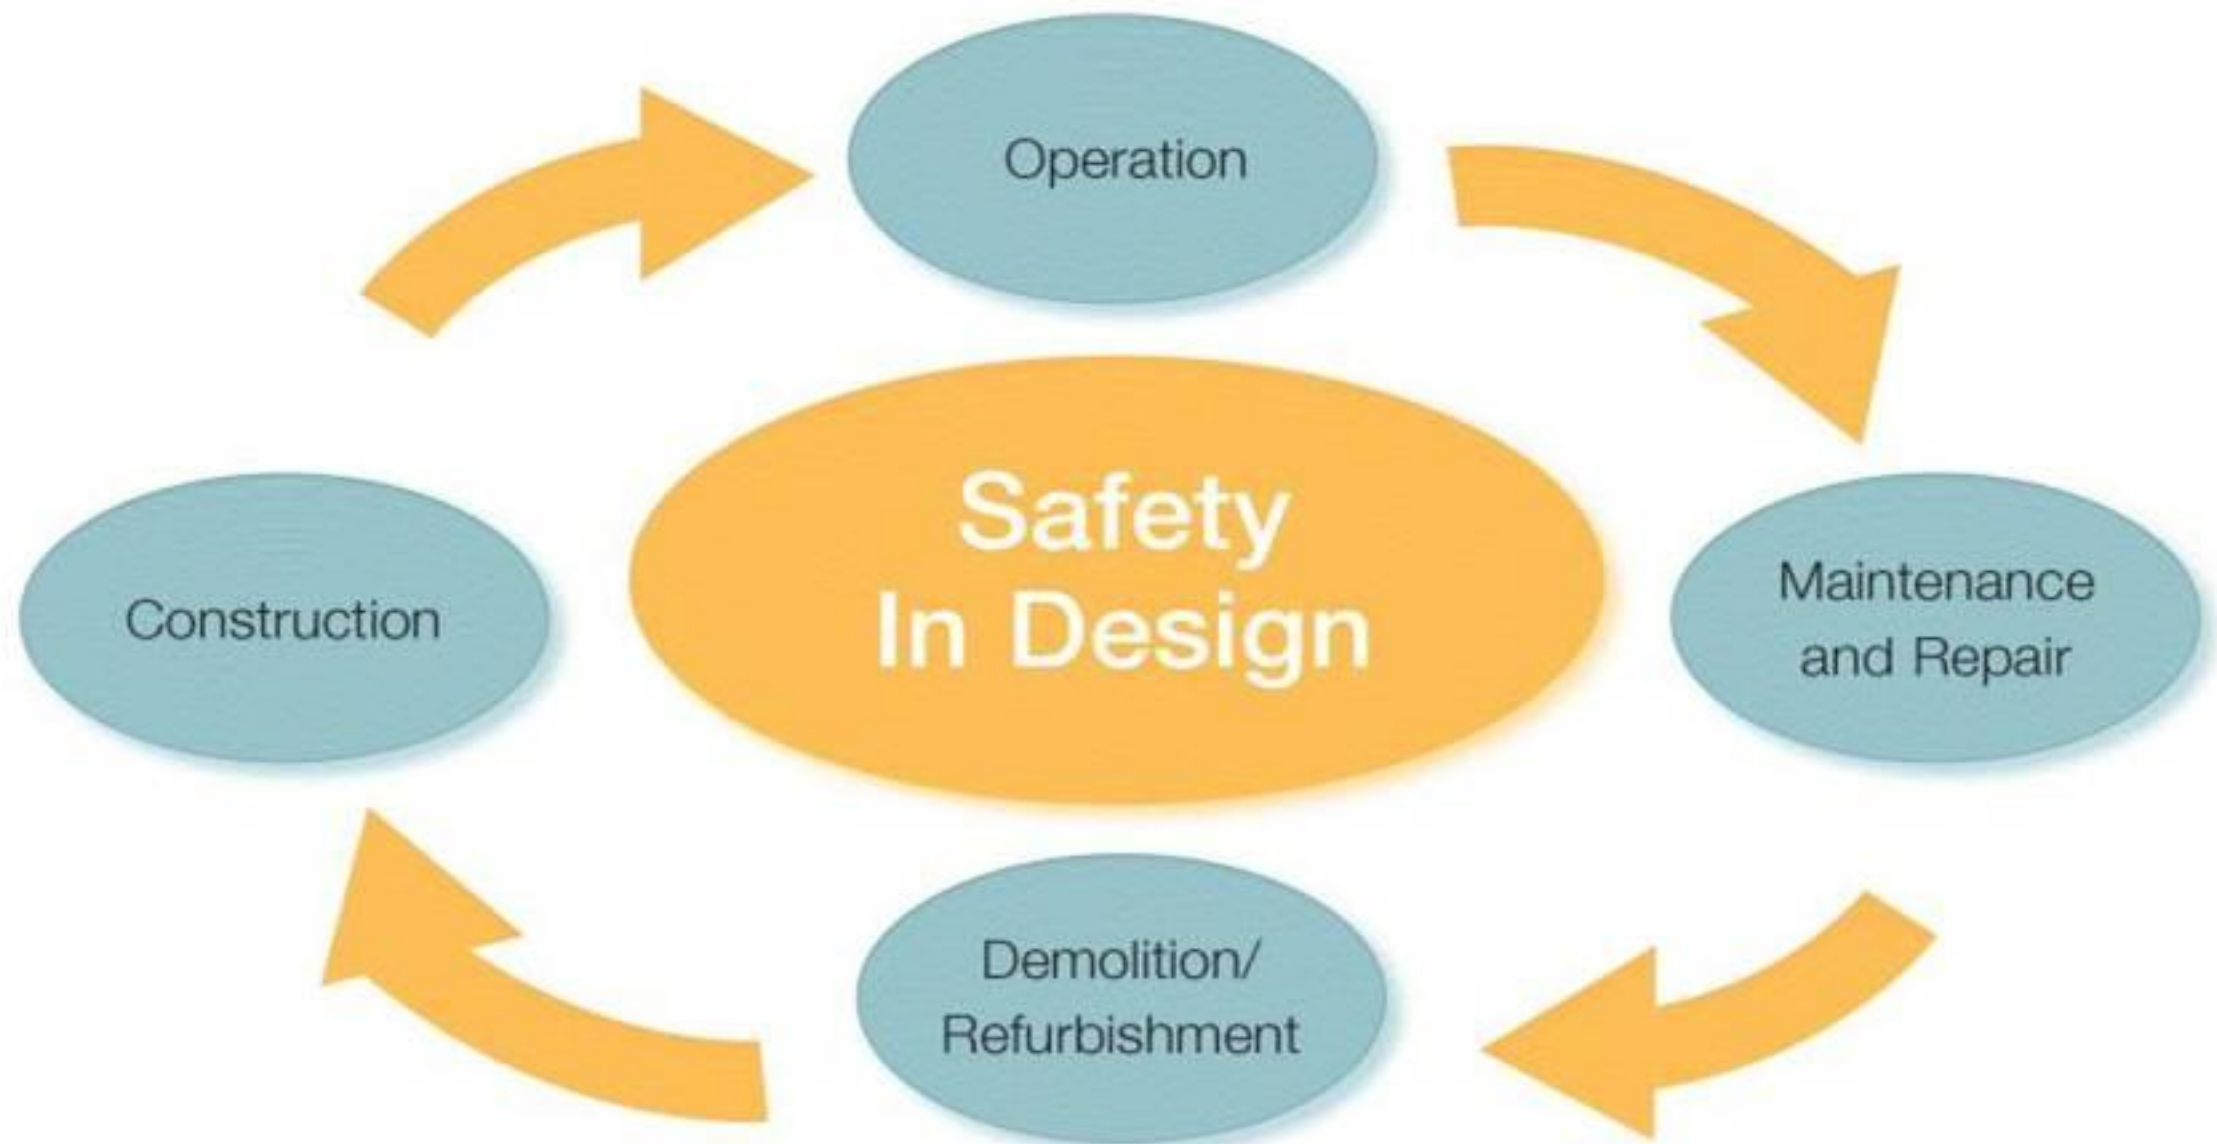 Operation
Safety
In Design
Construction
Maintenance
and Repair
Demolition/
Refurbishment